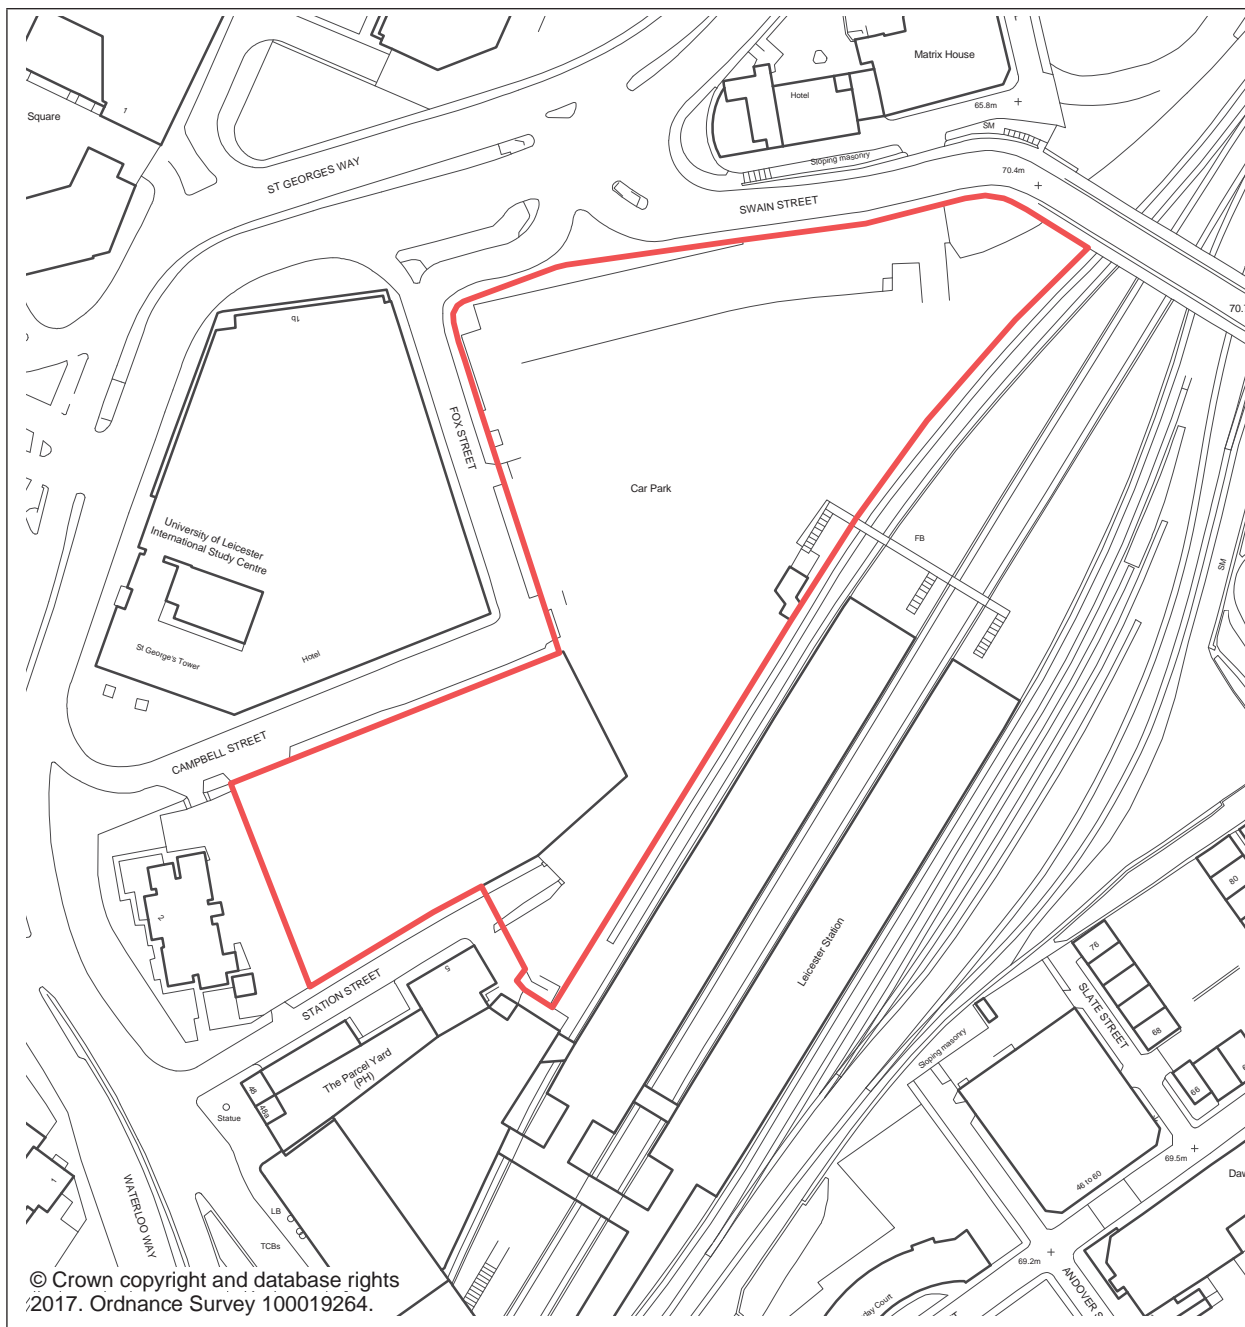 Matrix House
Hotel
65.8m
SM
Square
1
Sloping masonry
70.4m
ST GEORGES WAY
SWAIN STREET
70.
1b
FOX STREET
Car Park
University of Leicester
International Study Centre
FB
SM
St George's Tower
Hotel
CAMPBELL STREET
2
80
76
Leicester Station
5
STATION STREET
SLATE STREET
68
Sloping masonry
The Parcel Yard
(PH)
48
48a
66
Statue
69.5m
46 to 60
1
WATERLOO WAY
LB
TCBs
69.2m
ANDOVER S
day Court
© Crown copyright and database rights
2017. Ordnance Survey 100019264.